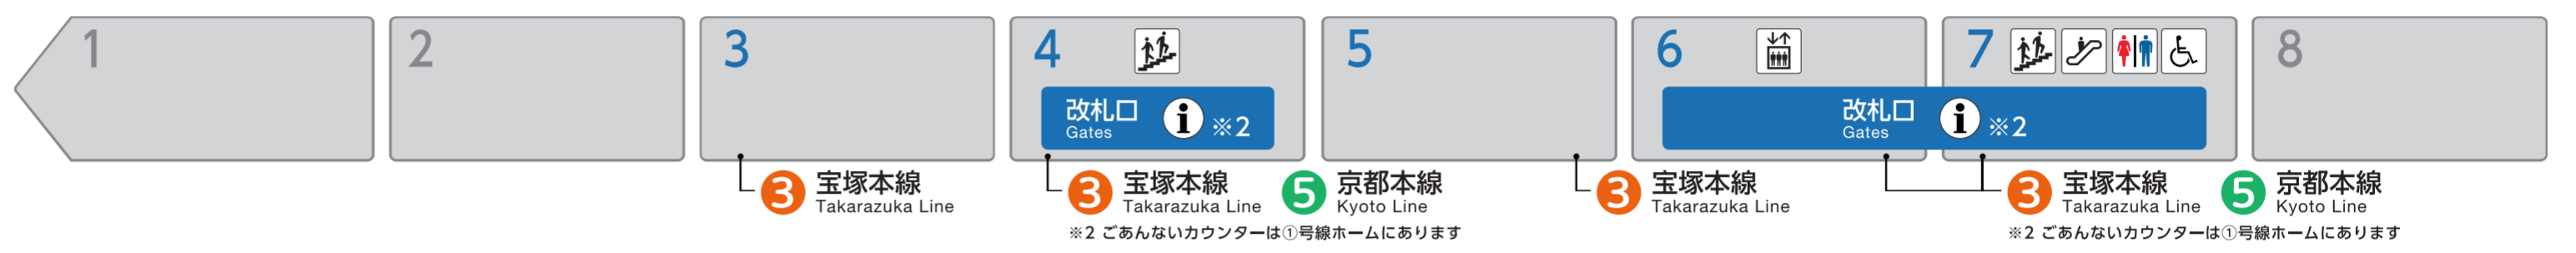 1
2
3
4
5
6
7
8
改札口 i ※2
Gates
改札口 i ※2
Gates
3 宝塚本線
Takarazuka Line
3 宝塚本線
Takarazuka Line
5 京都本線
Kyoto Line
※2 ごあんないカウンターは①号線ホームにあります
3 宝塚本線
Takarazuka Line
3 宝塚本線
Takarazuka Line
5 京都本線
Kyoto Line
※2 ごあんないカウンターは①号線ホームにあります